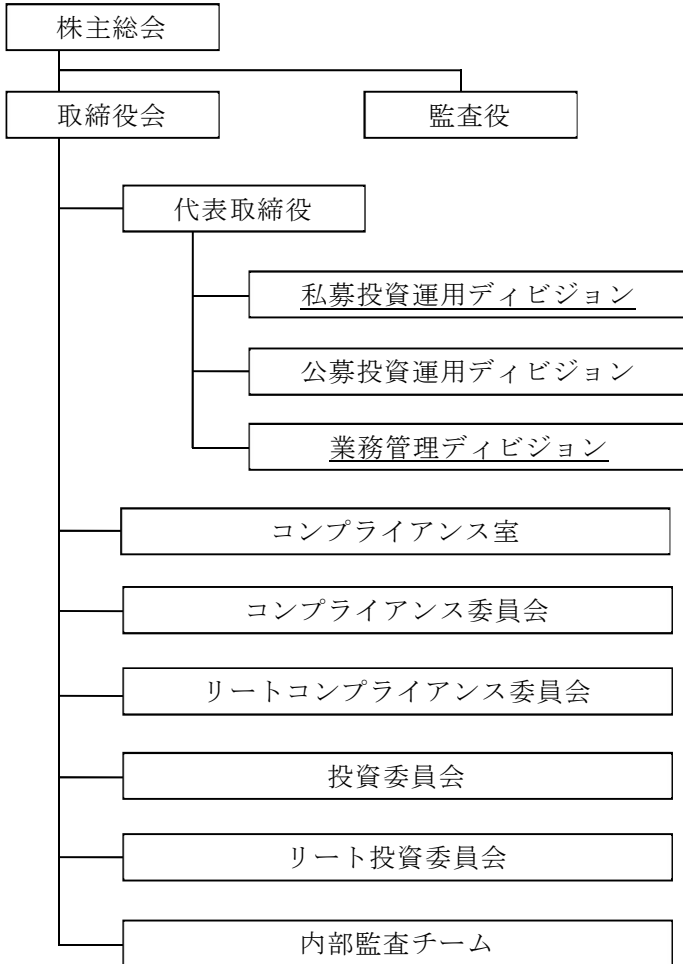 株主総会
取締役会
監査役
代表取締役
私募投資運用ディビジョン
公募投資運用ディビジョン
業務管理ディビジョン
コンプライアンス室
コンプライアンス委員会
リートコンプライアンス委員会
投資委員会
リート投資委員会
内部監査チーム